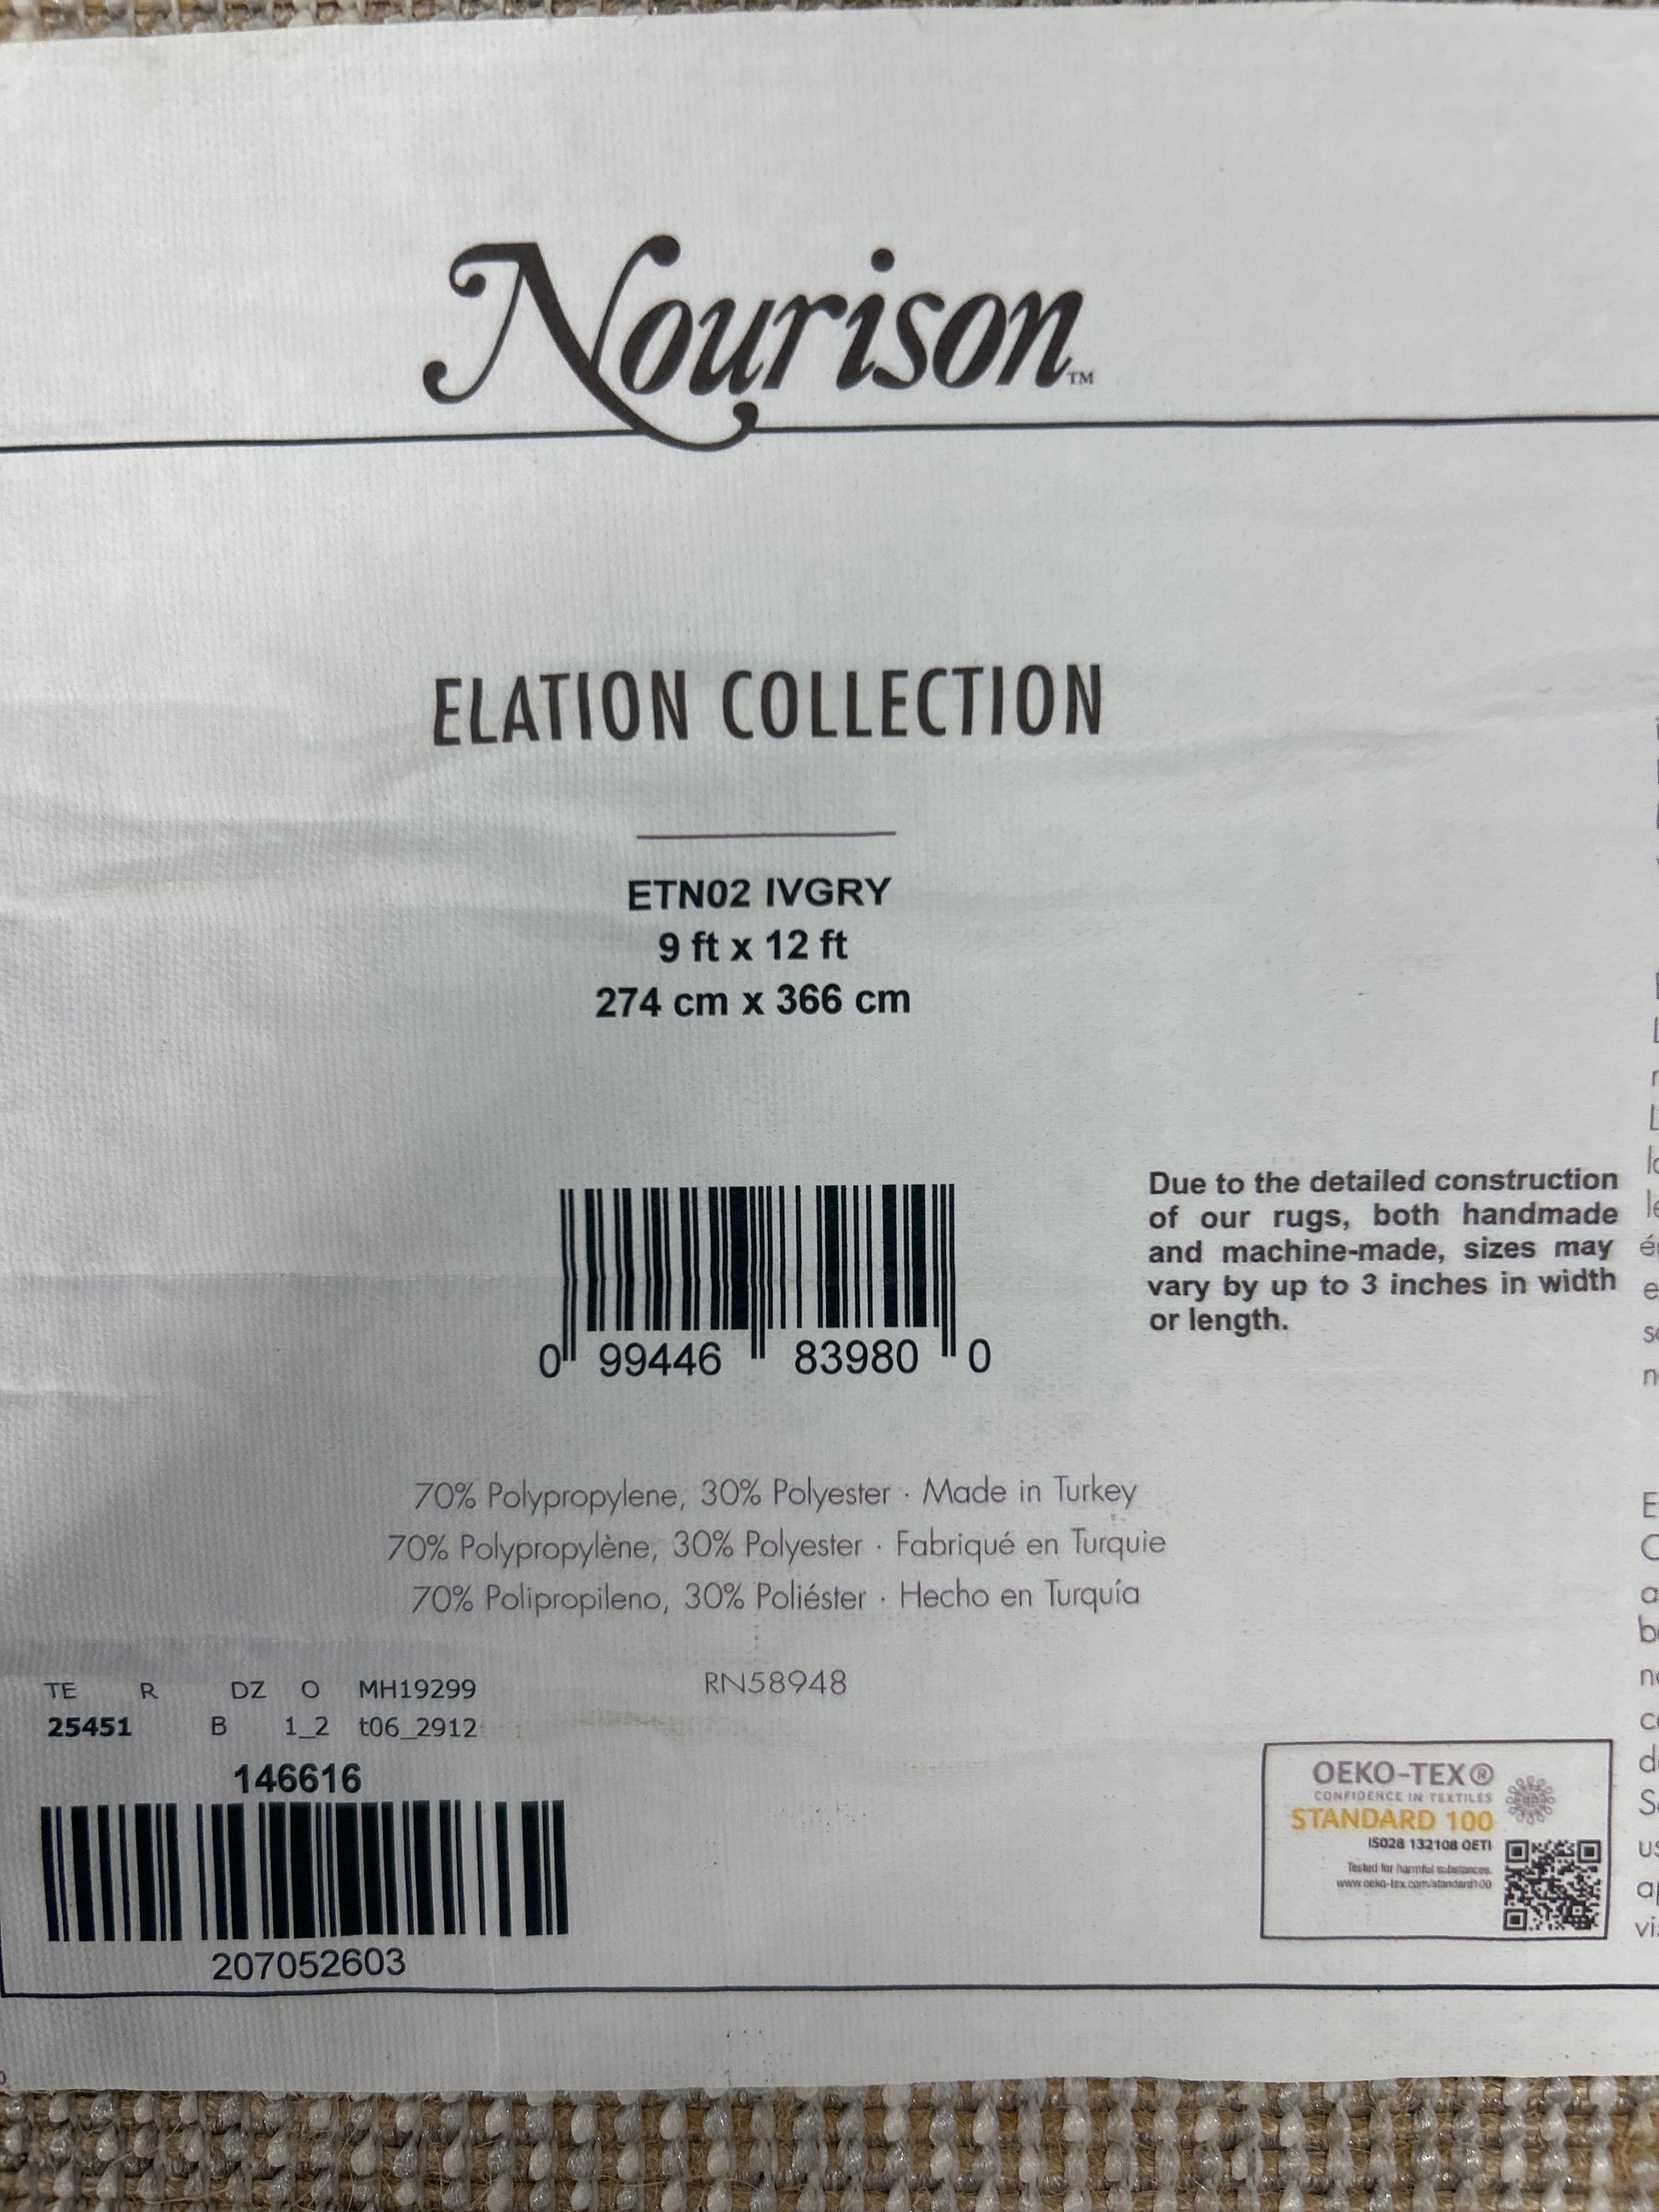 Nourison™
ELATION COLLECTION
ETN02 IVGRY
9 ft x 12 ft
274 cm x 366 cm
0 99446 83980 0
Due to the detailed construction
of our rugs, both handmade
and machine-made, sizes may
vary by up to 3 inches in width
or length.
70% Polypropylene, 30% Polyester · Made in Turkey
70% Polypropylène, 30% Polyester · Fabriqué en Turquie
70% Polipropileno, 30% Poliéster · Hecho en Turquía
RN58948
TE R DZ O MH19299
25451 B 1_2 t06_2912
146616
207052603
OEKO-TEX®
CONFIDENCE IN TEXTILES
STANDARD 100
IS028 132108 OETI
Tested for harmful substances.
www.oeko-tex.com/standard100